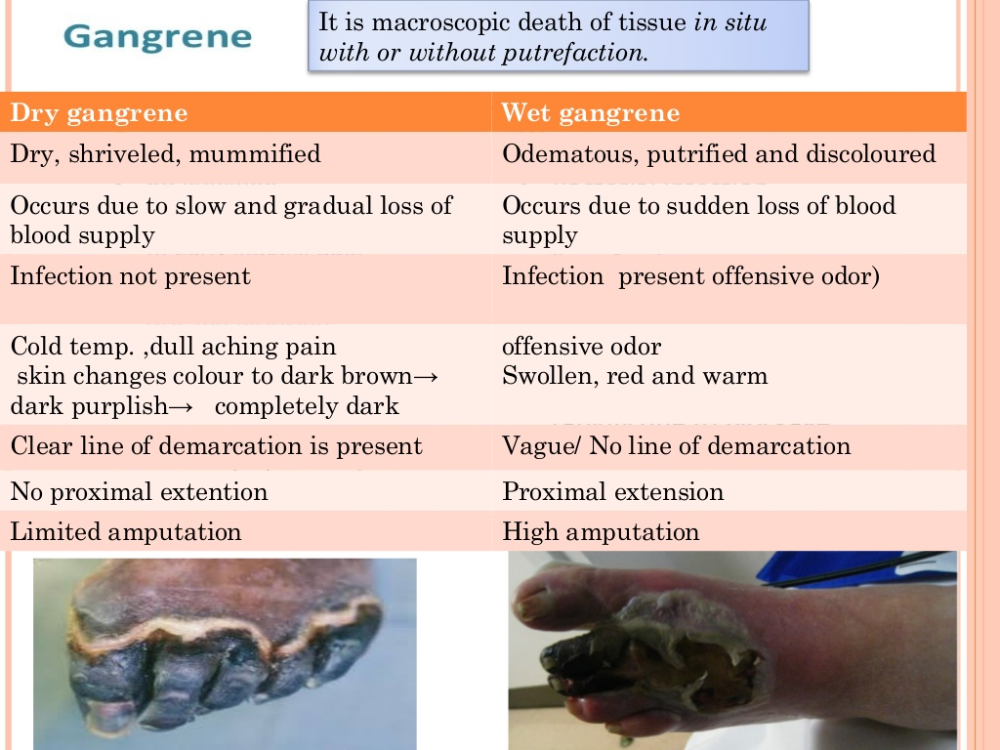 Gangrene
It is macroscopic death of tissue in situ
with or without putrefaction.
Dry gangrene
Wet gangrene
Dry, shriveled, mummified
Odematous, putrified and discoloured
Occurs due to slow and gradual loss of
blood supply
Occurs due to sudden loss of blood
supply
Infection not present
Infection  present offensive odor)
Cold temp. ,dull aching pain
skin changes colour to dark brown→
dark purplish→   completely dark
offensive odor
Swollen, red and warm
Clear line of demarcation is present
Vague/ No line of demarcation
No proximal extention
Proximal extension
Limited amputation
High amputation